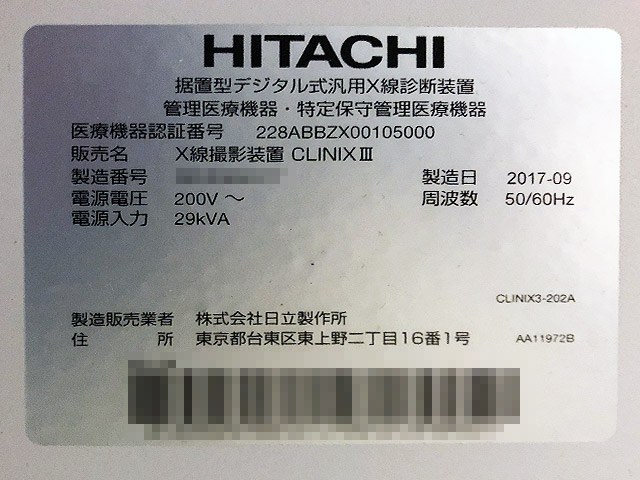 HITACHI
据置型デジタル式汎用X線診断装置
管理医療機器・特定保守管理医療機器
医療機器認証番号 228ABBZX00105000
販売名 X線撮影装置 CLINIX III
製造番号 製造日 2017-09
電源電圧 200V ～ 周波数 50/60Hz
電源入力 29kVA
CLINIX3-202A
製造販売業者 株式会社日立製作所
住 所 東京都台東区東上野二丁目16番1号 AA11972B